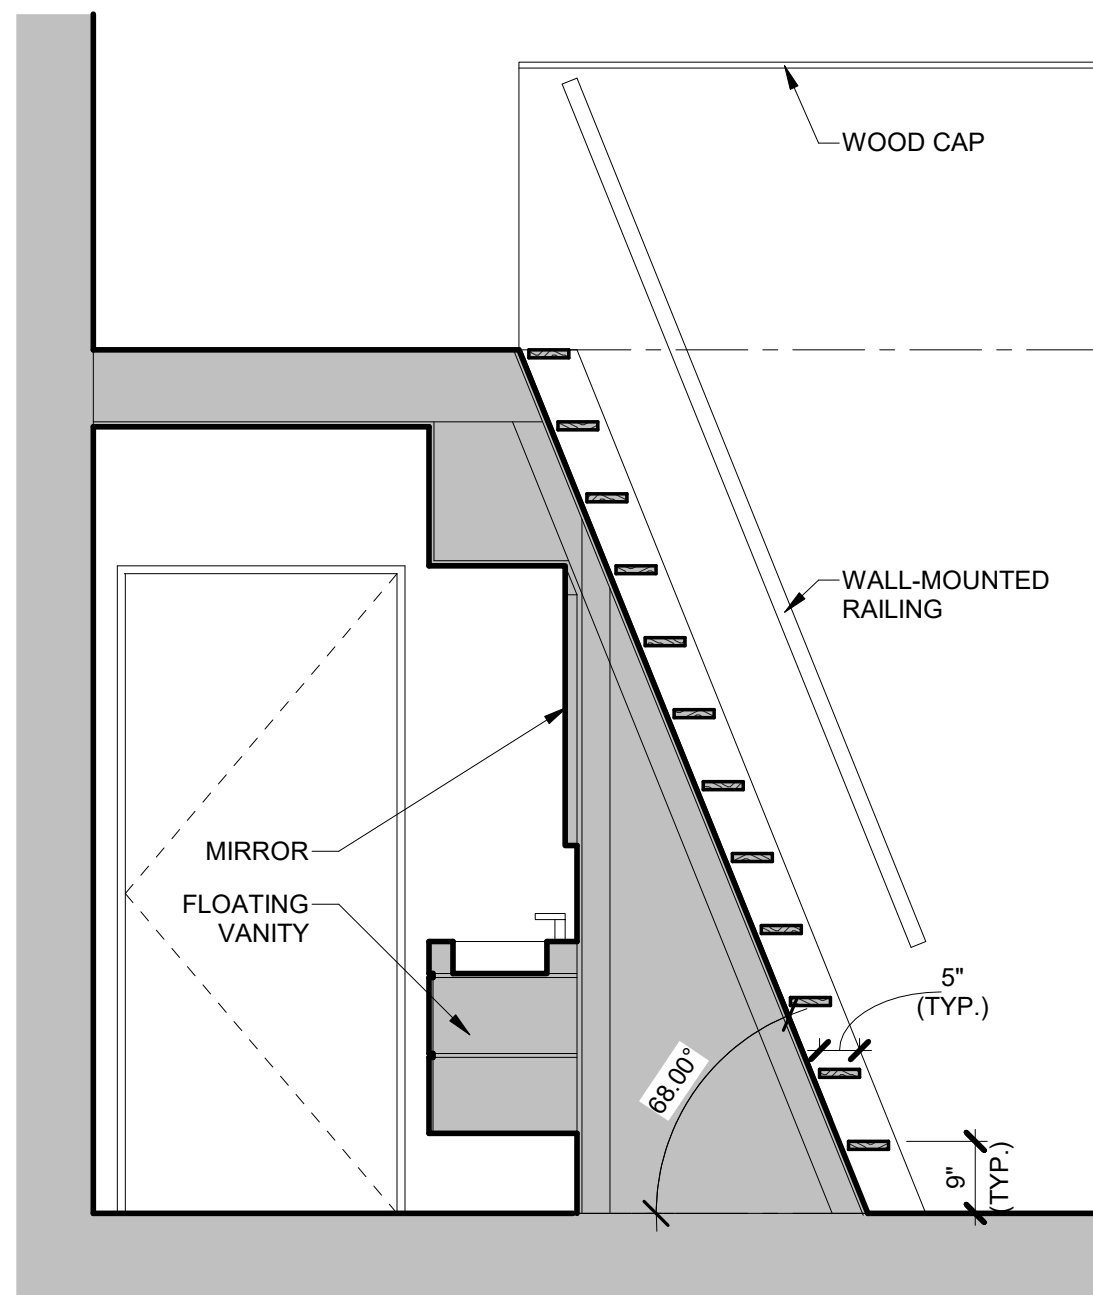 WOOD CAP
WALL-MOUNTED
RAILING
MIRROR
FLOATING
VANITY
5"
(TYP.)
68.00°
9"
(TYP.)